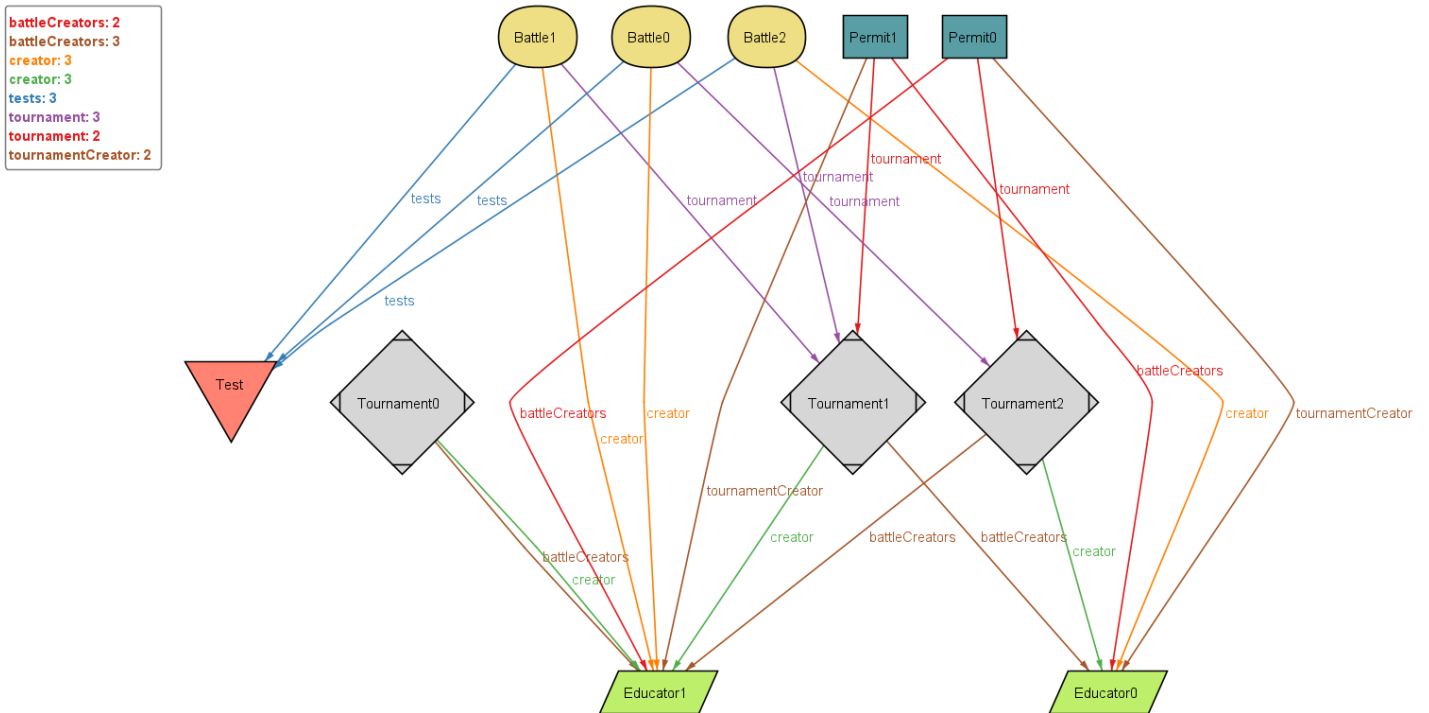 battleCreators: 2
battleCreators: 3
creator: 3
creator: 3
tests: 3
tournament: 3
tournament: 2
tournamentCreator: 2
Battle1
Battle0
Battle2
Permit1
Permit0
tournament
tournament
tournament
tests
tests
tournament
tournament
tests
battleCreators
Test
Tournament0
Tournament1
Tournament2
battleCreators
creator
creator
tournamentCreator
creator
tournamentCreator
creator
battleCreators
battleCreators
creator
battleCreators
creator
Educator1
Educator0